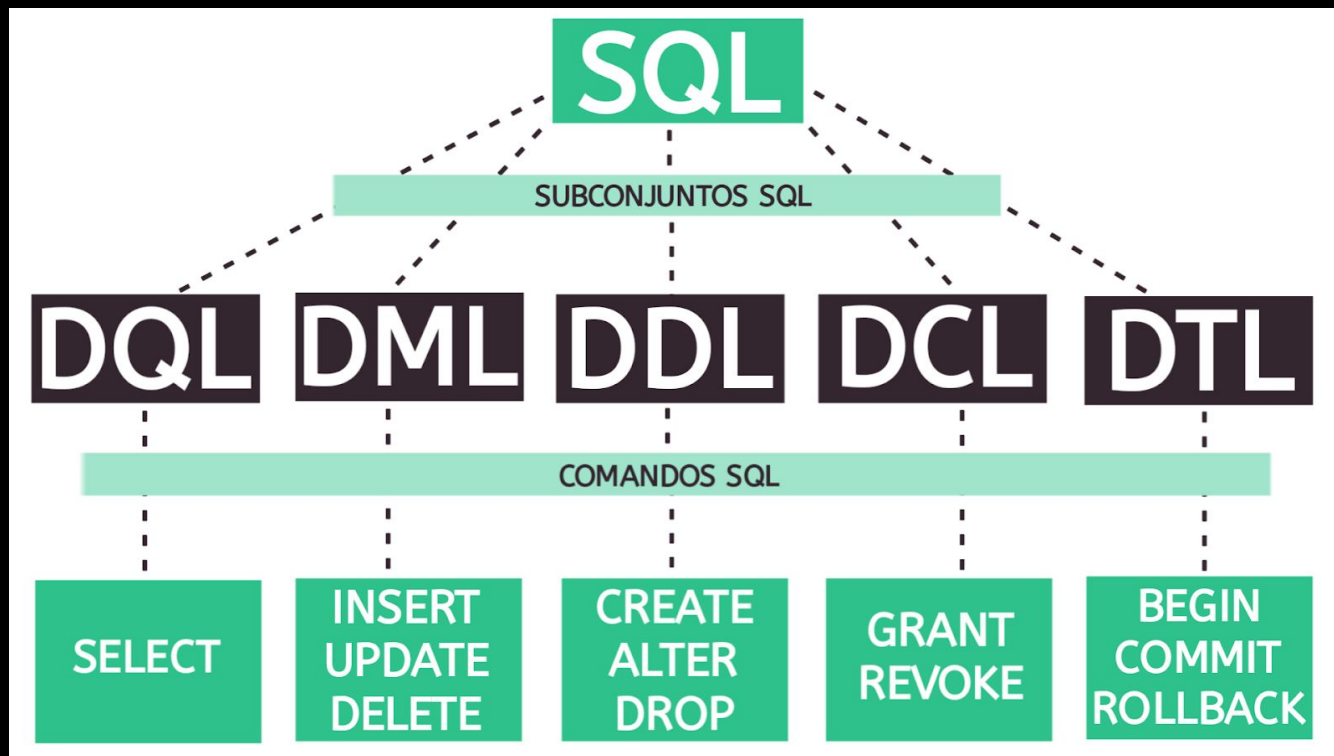 SQL
SUBCONJUNTOS SQL
DQL
DML
DDL
DCL
DTL
COMANDOS SQL
SELECT
INSERT
UPDATE
DELETE
CREATE
ALTER
DROP
GRANT
REVOKE
BEGIN
COMMIT
ROLLBACK